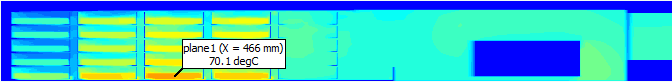 plane1 (X = 466 mm)
70.1 degC